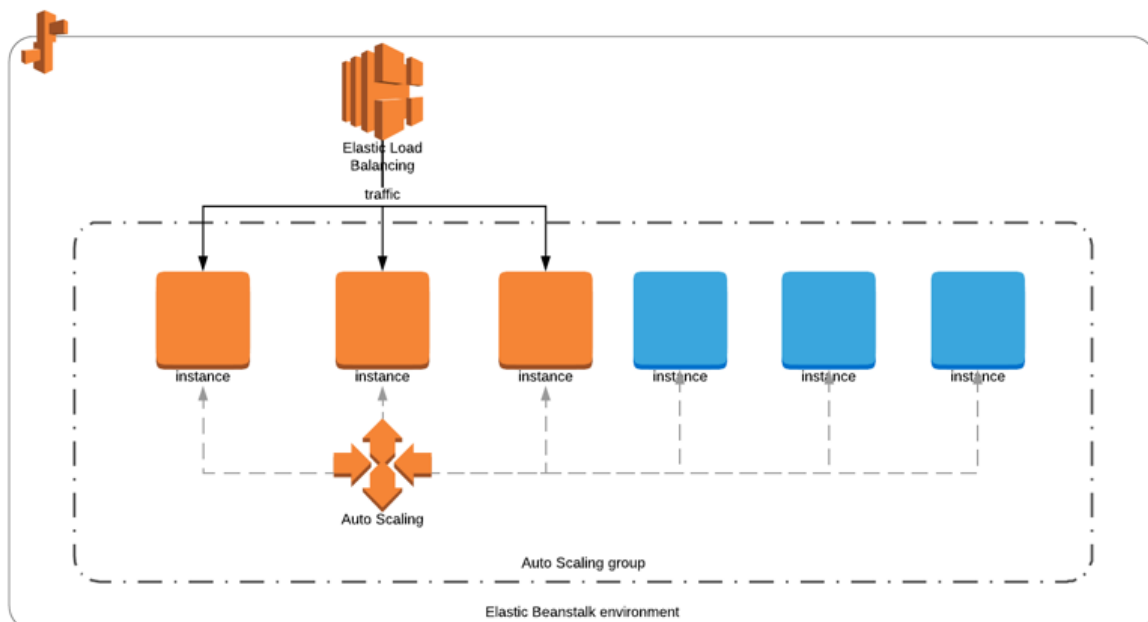 Elastic Load
Balancing
traffic
instance
instance
instance
instance
instance
instance
Auto Scaling
Auto Scaling group
Elastic Beanstalk environment